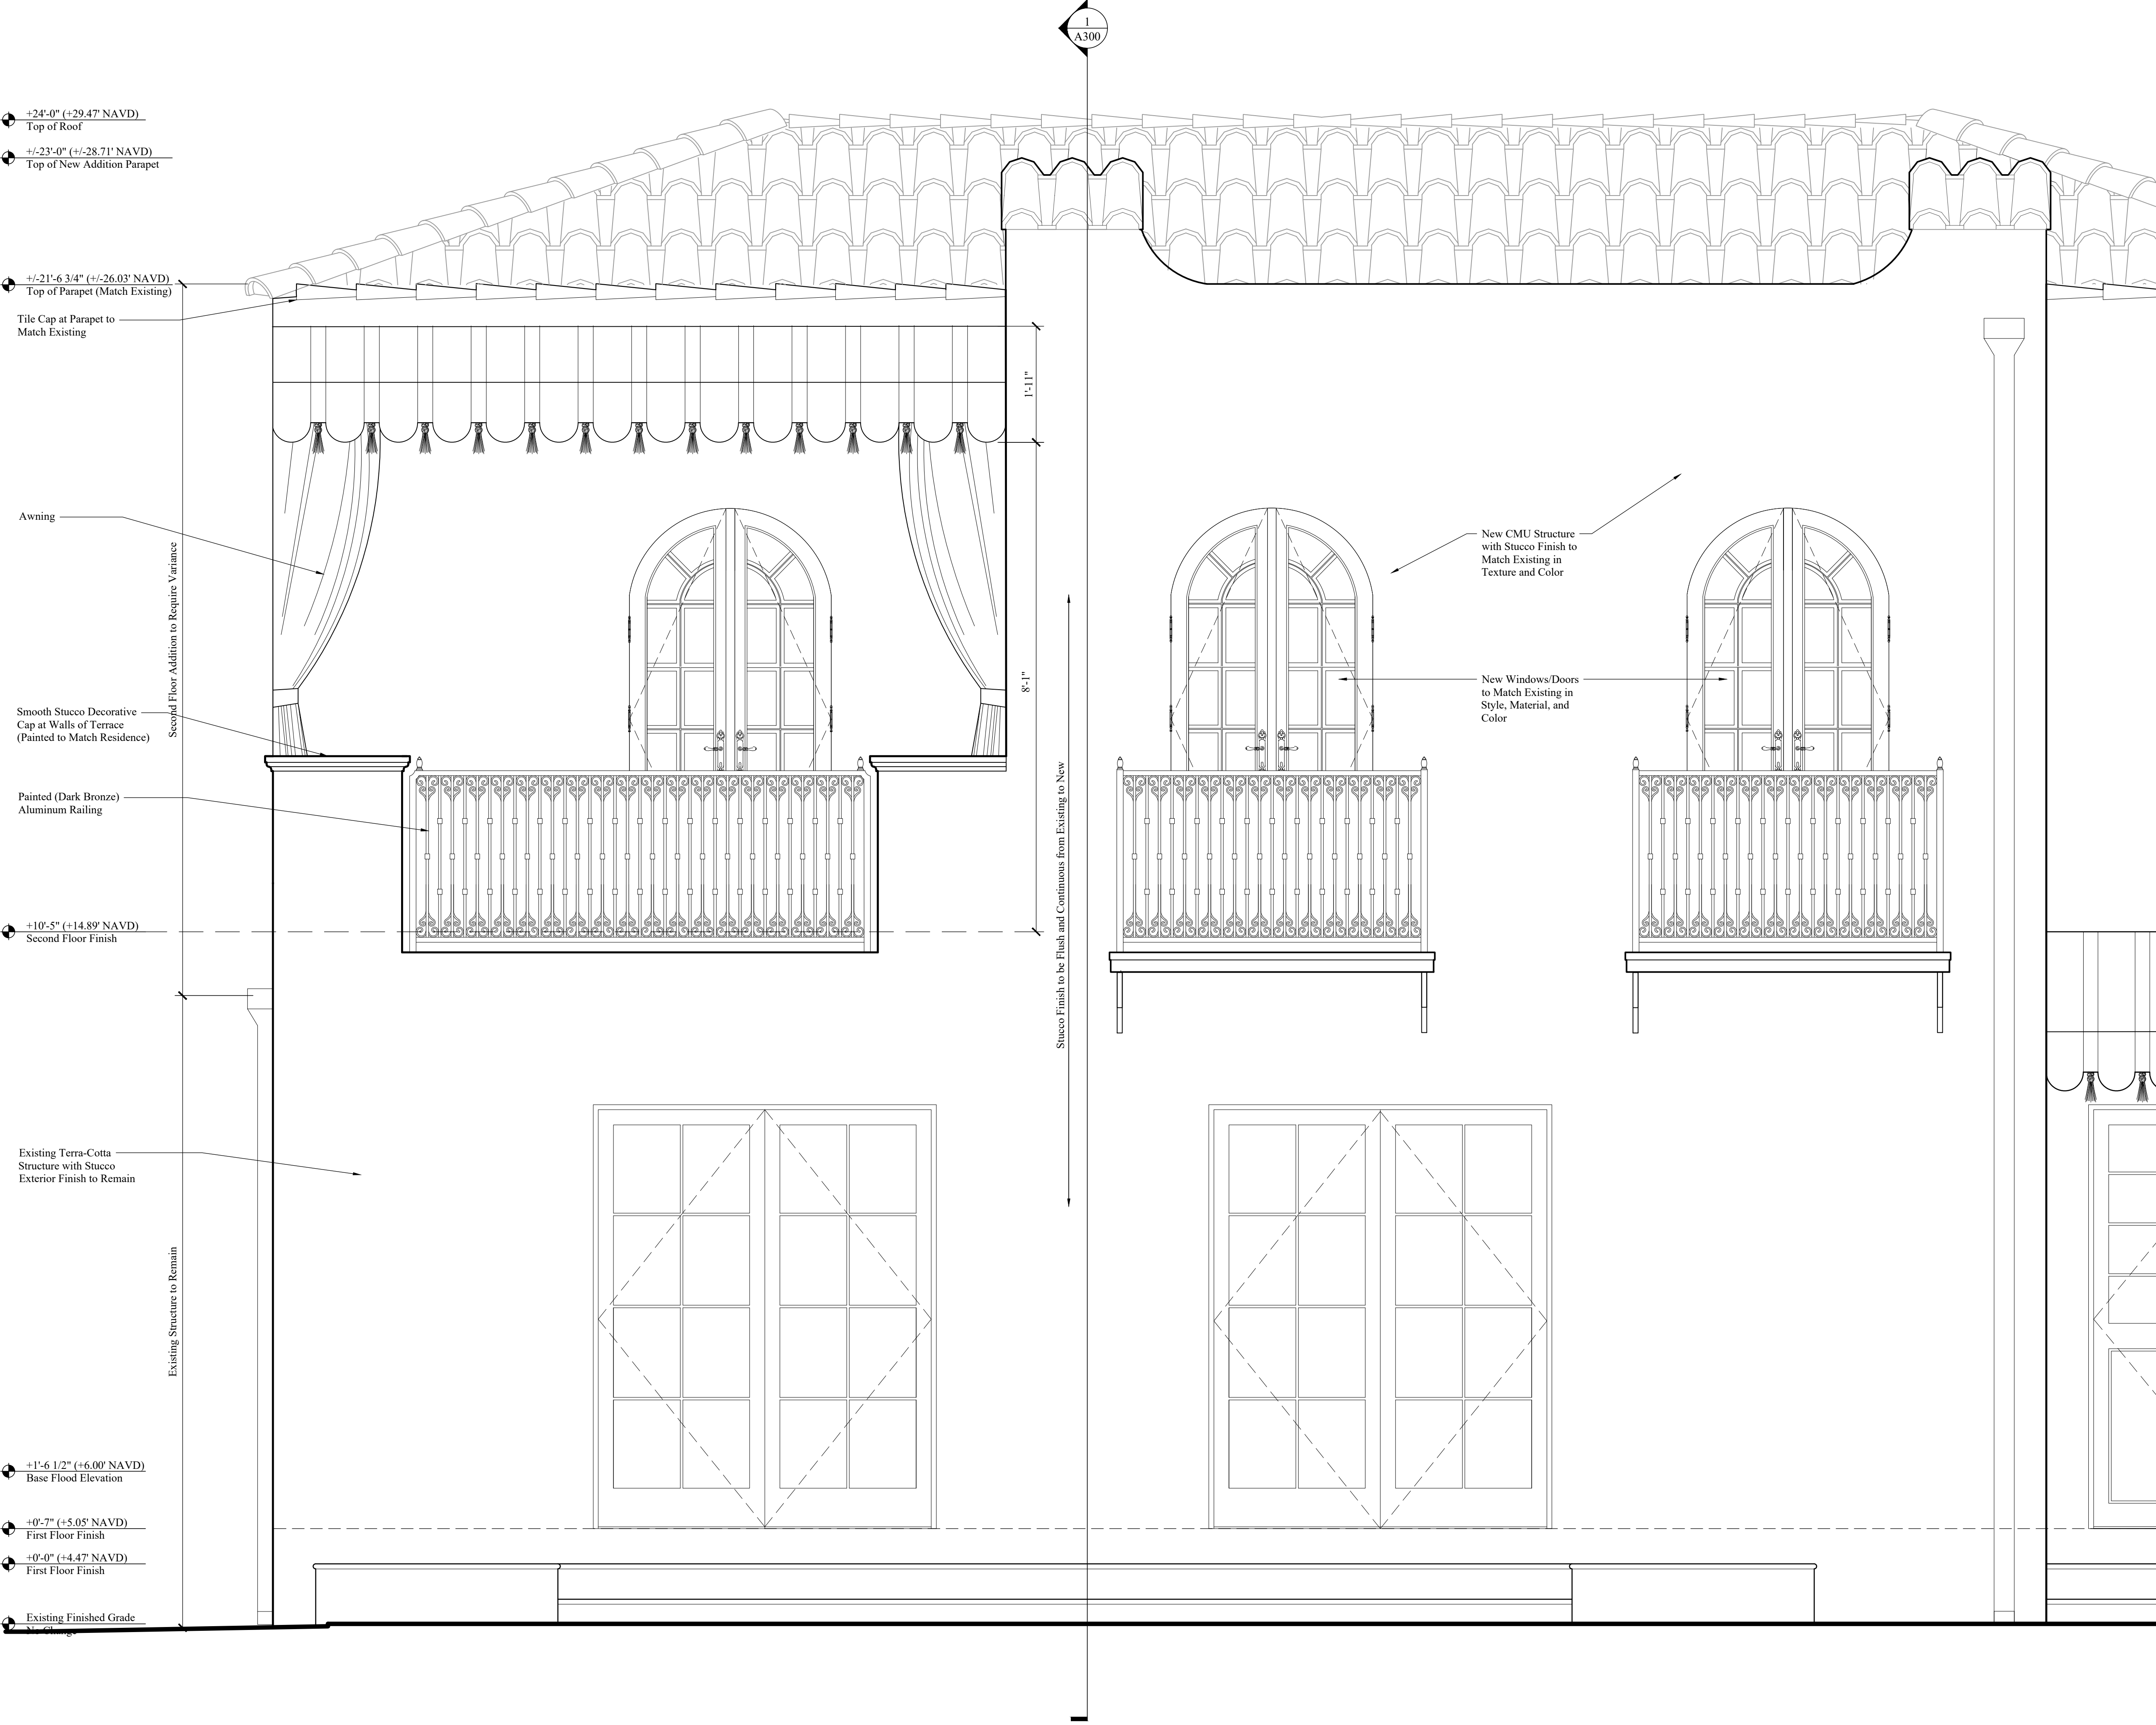 1
A300
+24'-0" (+29.47' NAVD)
Top of Roof
+/-23'-0" (+/-28.71' NAVD)
Top of New Addition Parapet
+/-21'-6 3/4" (+/-26.03' NAVD)
Top of Parapet (Match Existing)
Tile Cap at Parapet to
Match Existing
1'-11"
Awning
Second Floor Addition to Require Variance
New CMU Structure
with Stucco Finish to
Match Existing in
Texture and Color
8'-1"
New Windows/Doors
to Match Existing in
Style, Material, and
Color
Smooth Stucco Decorative
Cap at Walls of Terrace
(Painted to Match Residence)
Painted (Dark Bronze)
Aluminum Railing
Stucco Finish to be Flush and Continuous from Existing to New
+10'-5" (+14.89' NAVD)
Second Floor Finish
Existing Terra-Cotta
Structure with Stucco
Exterior Finish to Remain
Existing Structure to Remain
+1'-6 1/2" (+6.00' NAVD)
Base Flood Elevation
+0'-7" (+5.05' NAVD)
First Floor Finish
+0'-0" (+4.47' NAVD)
First Floor Finish
Existing Finished Grade
No Change